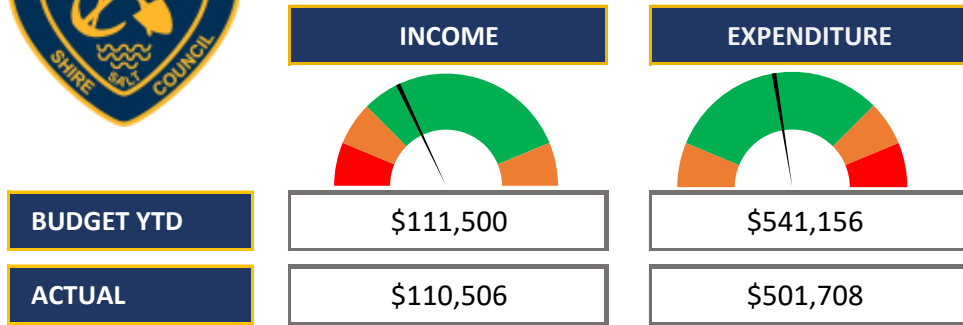 SHIRE SALT COUNCIL
INCOME EXPENDITURE
BUDGET YTD $111,500 $541,156
ACTUAL $110,506 $501,708